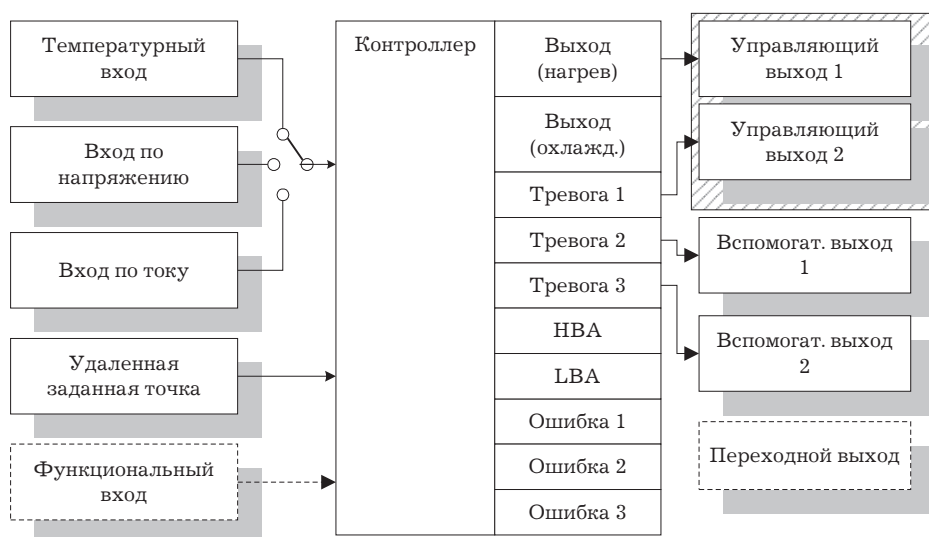 Температурный
вход
Вход по
напряжению
Вход по току
Удаленная
заданная точка
Функциональный
вход
Контроллер
Выход
(нагрев)
Выход
(охлажд.)
Тревога 1
Тревога 2
Тревога 3
HBA
LBA
Ошибка 1
Ошибка 2
Ошибка 3
Управляющий
выход 1
Управляющий
выход 2
Вспомогат. выход
1
Вспомогат. выход
2
Переходной выход